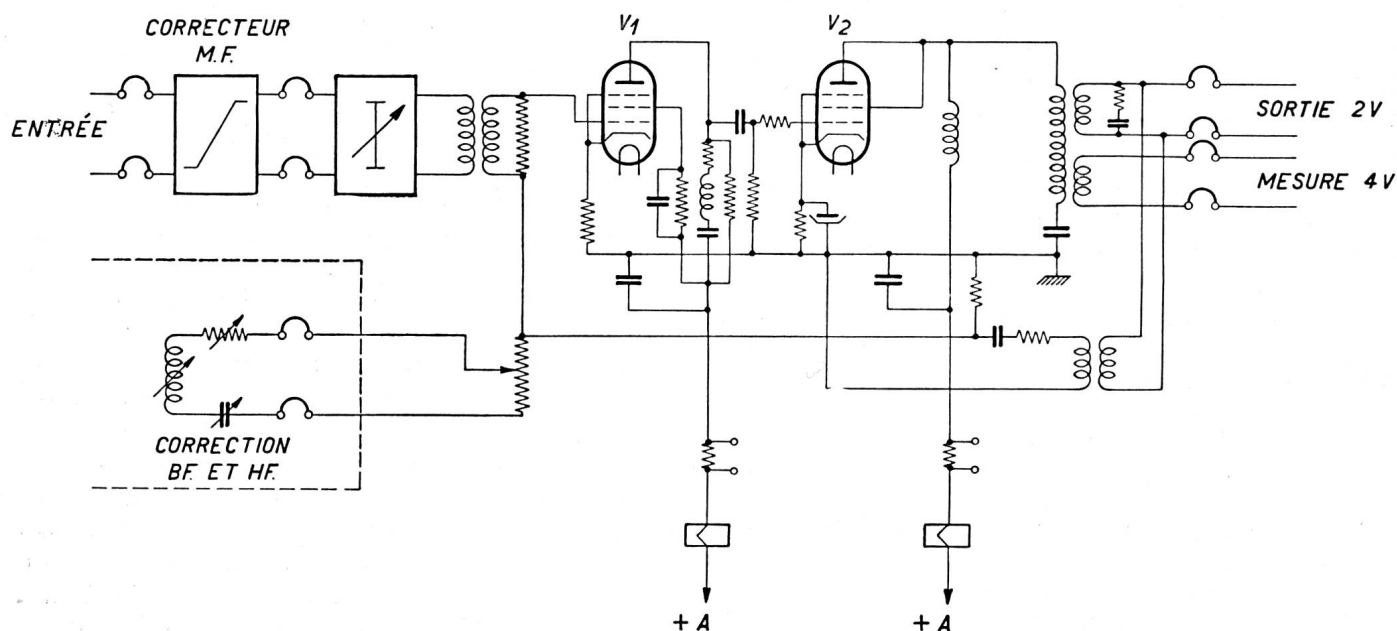 CORRECTEUR
M.F.
V1
V2
ENTRÉE
SORTIE 2V
MESURE 4V
CORRECTION
BF. ET HF.
+ A
+ A